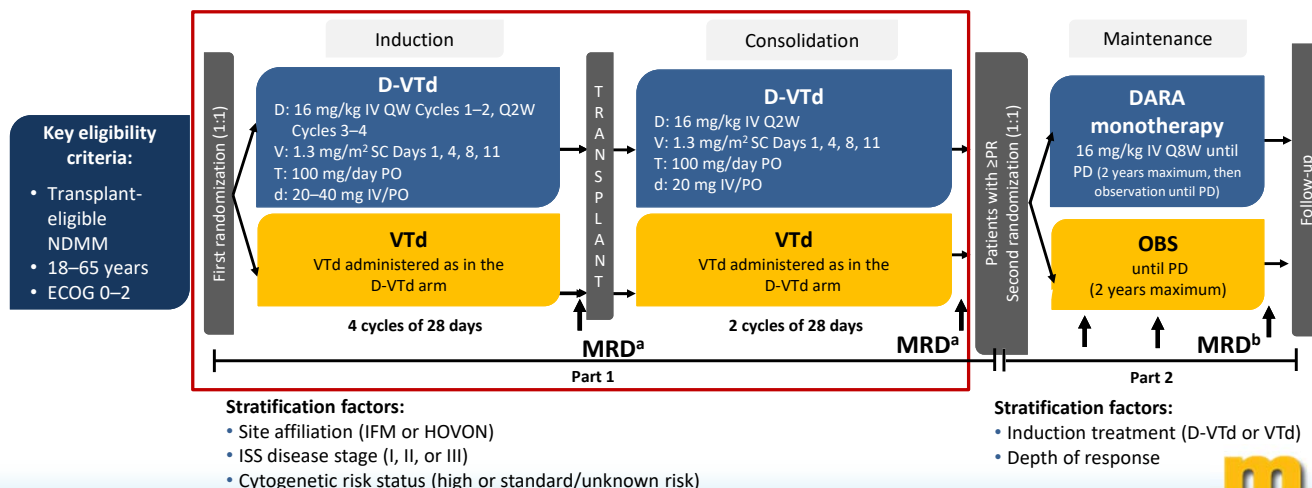 Induction
Consolidation
Maintenance
Key eligibility
criteria:
• Transplant-
eligible
NDMM
• 18–65 years
• ECOG 0–2
First randomization (1:1)
D-VTd
D: 16 mg/kg IV QW Cycles 1–2, Q2W
Cycles 3–4
V: 1.3 mg/m² SC Days 1, 4, 8, 11
T: 100 mg/day PO
d: 20–40 mg IV/PO
VTd
VTd administered as in the
D-VTd arm
4 cycles of 28 days
TRANSPLANT
D-VTd
D: 16 mg/kg IV Q2W
V: 1.3 mg/m² SC Days 1, 4, 8, 11
T: 100 mg/day PO
d: 20 mg IV/PO
VTd
VTd administered as in the
D-VTd arm
2 cycles of 28 days
Patients with ≥PR
Second randomization (1:1)
DARA
monotherapy
16 mg/kg IV Q8W until
PD (2 years maximum, then
observation until PD)
OBS
until PD
(2 years maximum)
Follow-up
MRDᵃ
MRDᵃ
MRDᵇ
Part 1
Part 2
Stratification factors:
• Site affiliation (IFM or HOVON)
• ISS disease stage (I, II, or III)
• Cytogenetic risk status (high or standard/unknown risk)
Stratification factors:
• Induction treatment (D-VTd or VTd)
• Depth of response
m